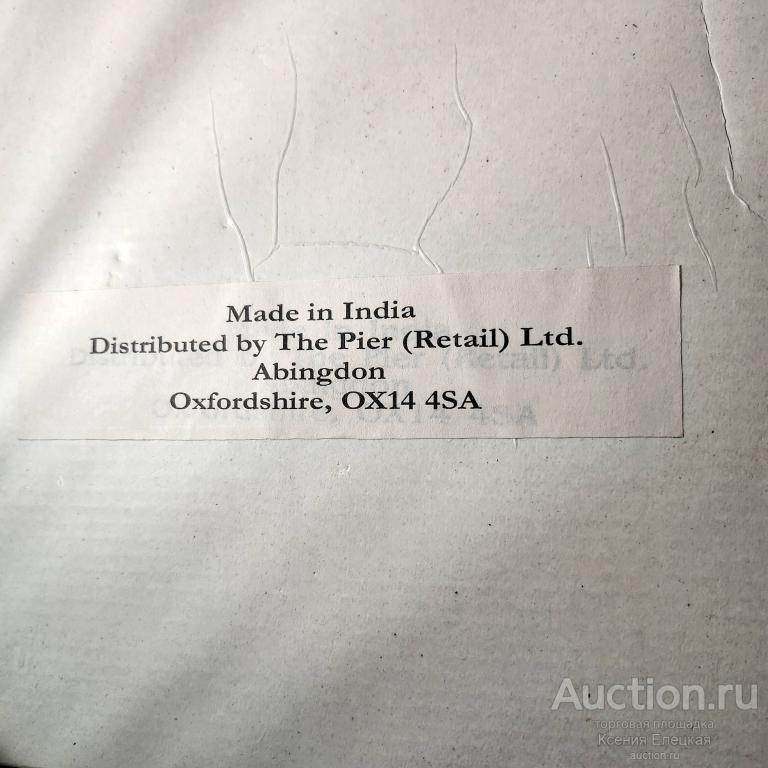 Made in India
Distributed by The Pier (Retail) Ltd.
Abingdon
Oxfordshire, OX14 4SA
Auction.ru
торговая площадка
Ксения Елецкая
auction.ru